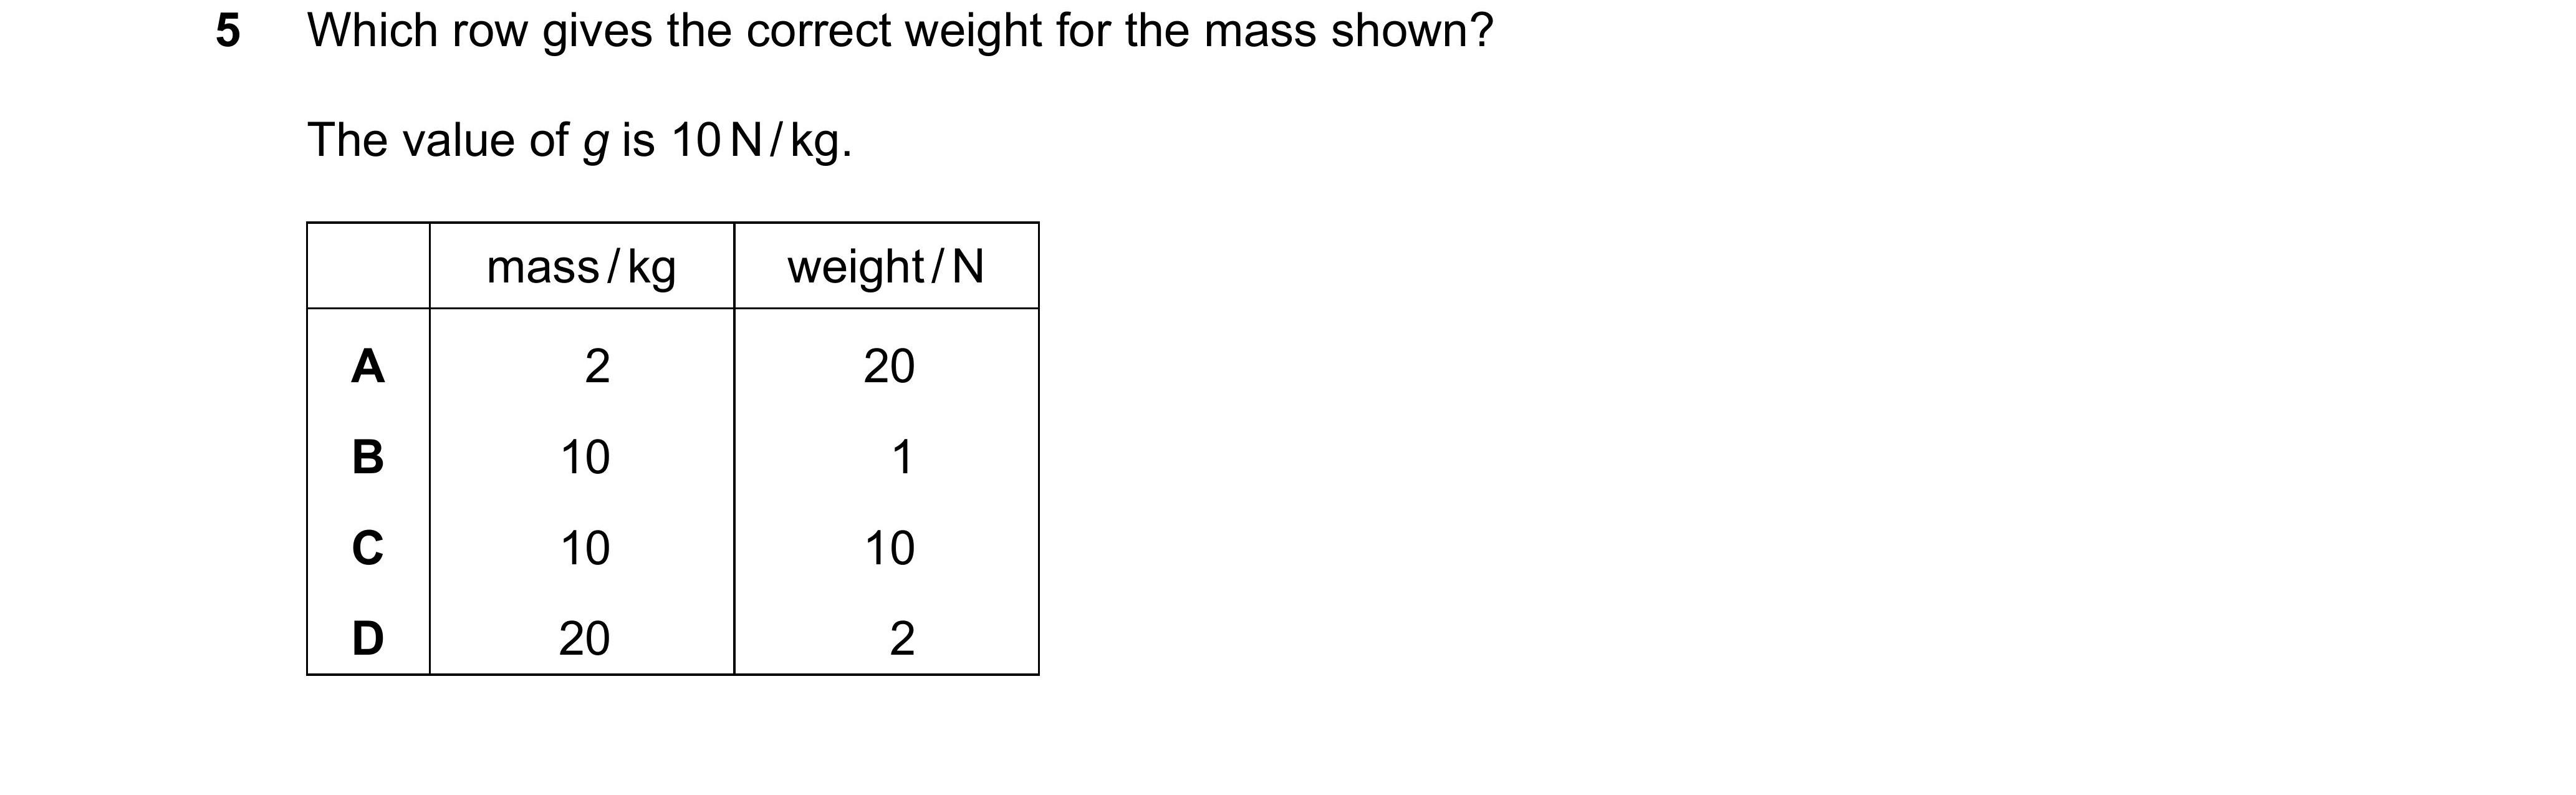 5 Which row gives the correct weight for the mass shown?
The value of g is 10 N / kg.
mass / kg weight / N
A 2 20
B 10 1
C 10 10
D 20 2